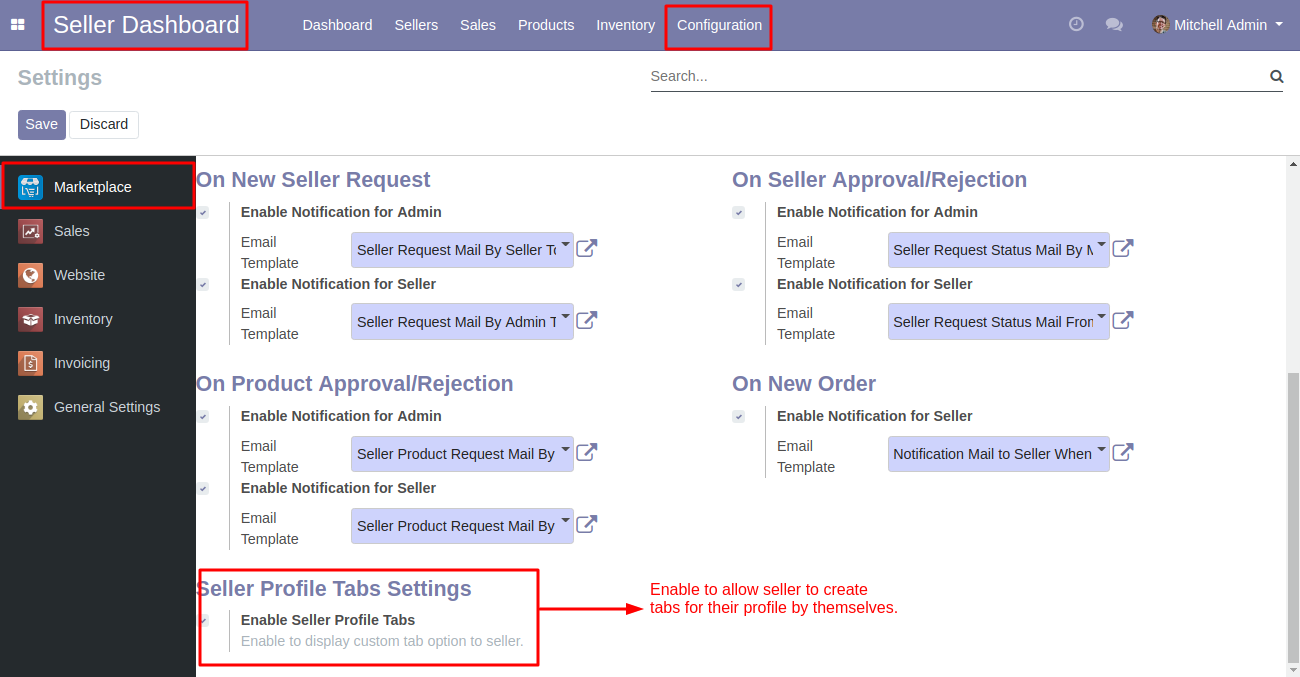 Seller Dashboard Dashboard Sellers Sales Products Inventory Configuration Mitchell Admin
Settings
Search...
Save Discard
Marketplace
Sales
Website
Inventory
Invoicing
General Settings
On New Seller Request
Enable Notification for Admin
Email
Template
Seller Request Mail By Seller To
Enable Notification for Seller
Email
Template
Seller Request Mail By Admin T
On Seller Approval/Rejection
Enable Notification for Admin
Email
Template
Seller Request Status Mail By M
Enable Notification for Seller
Email
Template
Seller Request Status Mail From
On Product Approval/Rejection
Enable Notification for Admin
Email
Template
Seller Product Request Mail By
Enable Notification for Seller
Email
Template
Seller Product Request Mail By
On New Order
Enable Notification for Seller
Email
Template
Notification Mail to Seller When
Seller Profile Tabs Settings
Enable Seller Profile Tabs
Enable to display custom tab option to seller.
Enable to allow seller to create
tabs for their profile by themselves.